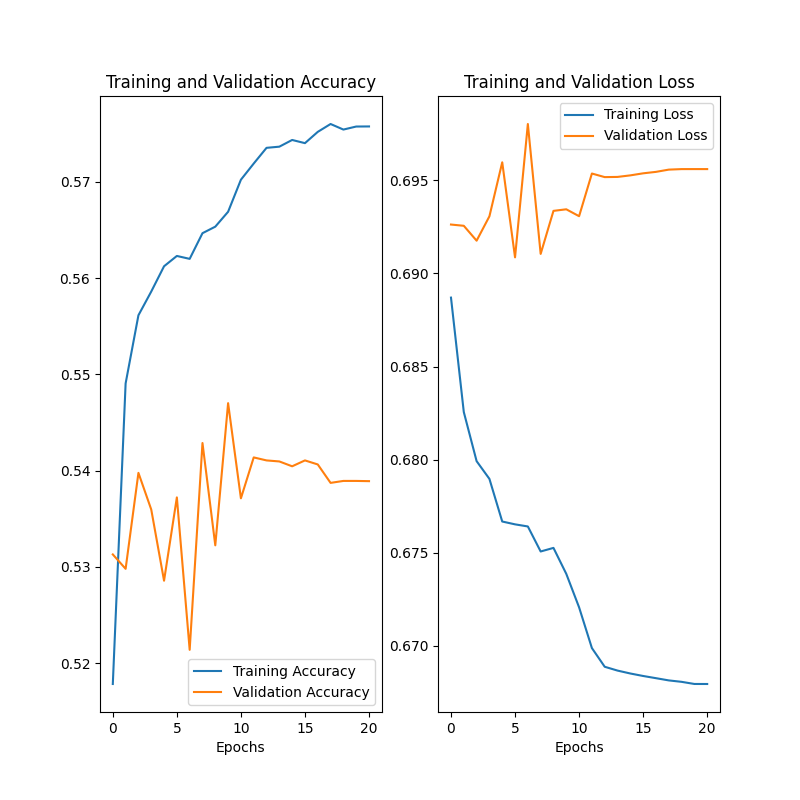 Training and Validation Accuracy
0.57
0.56
0.55
0.54
0.53
0.52
Training Accuracy
Validation Accuracy
0 5 10 15 20
Epochs
Training and Validation Loss
Training Loss
Validation Loss
0.695
0.690
0.685
0.680
0.675
0.670
0 5 10 15 20
Epochs